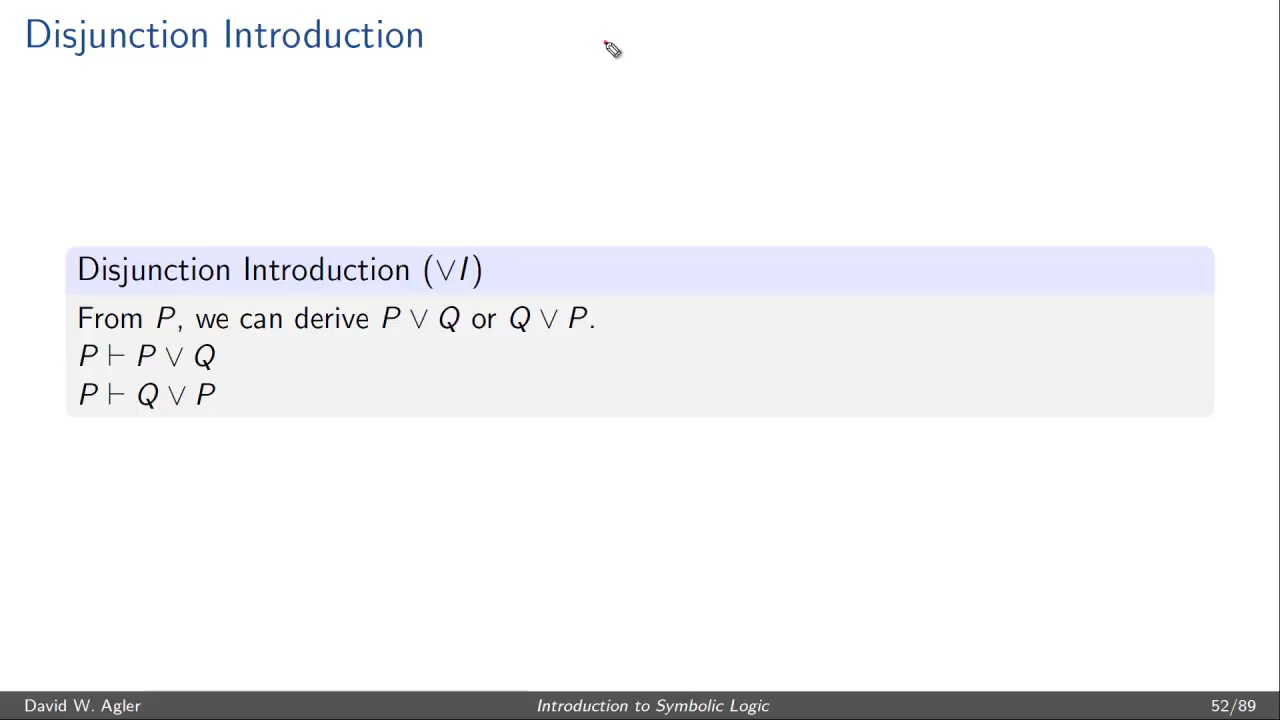 Disjunction Introduction
Disjunction Introduction (∨I)
From P, we can derive P ∨ Q or Q ∨ P.
P ⊢ P ∨ Q
P ⊢ Q ∨ P
David W. Agler Introduction to Symbolic Logic 52/89